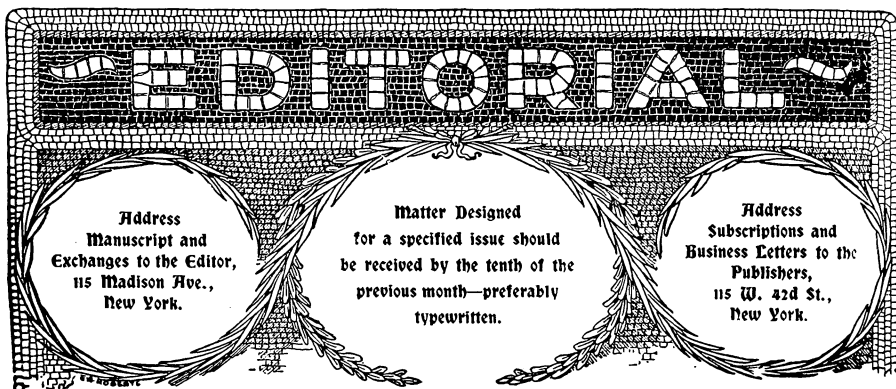 EDITORIAL
Address
Manuscript and
Exchanges to the Editor,
115 Madison Ave.,
New York.
Matter Designed
for a specified issue should
be received by the tenth of the
previous month—preferably
typewritten.
Address
Subscriptions and
Business Letters to the
Publishers,
115 W. 42d St.,
New York.